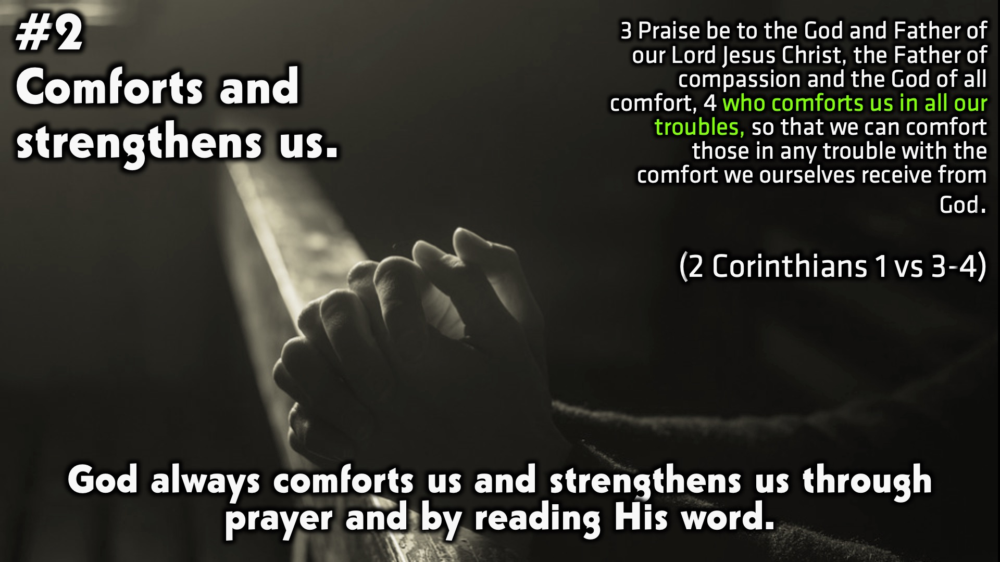 #2
Comforts and
strengthens us.
3 Praise be to the God and Father of
our Lord Jesus Christ, the Father of
compassion and the God of all
comfort, 4 who comforts us in all our
troubles, so that we can comfort
those in any trouble with the
comfort we ourselves receive from
God.
(2 Corinthians 1 vs 3-4)
God always comforts us and strengthens us through
prayer and by reading His word.